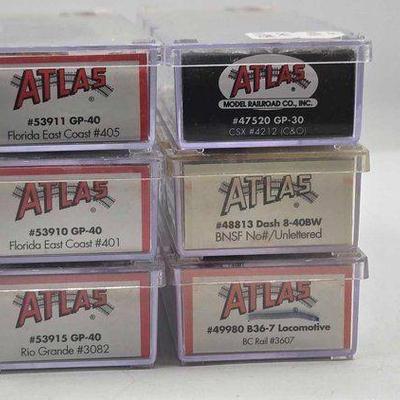 ATLAS
#53911 GP-40
Florida East Coast #405
ATLAS
MODEL RAILROAD CO., INC.
#47520 GP-30
CSX #4212 (C&O)
ATLAS
#53910 GP-40
Florida East Coast #401
ATLAS
#48813 Dash 8-40BW
BNSF No#/Unlettered
ATLAS
#53915 GP-40
Rio Grande #3082
ATLAS
#49980 B36-7 Locomotive
BC Rail #3607